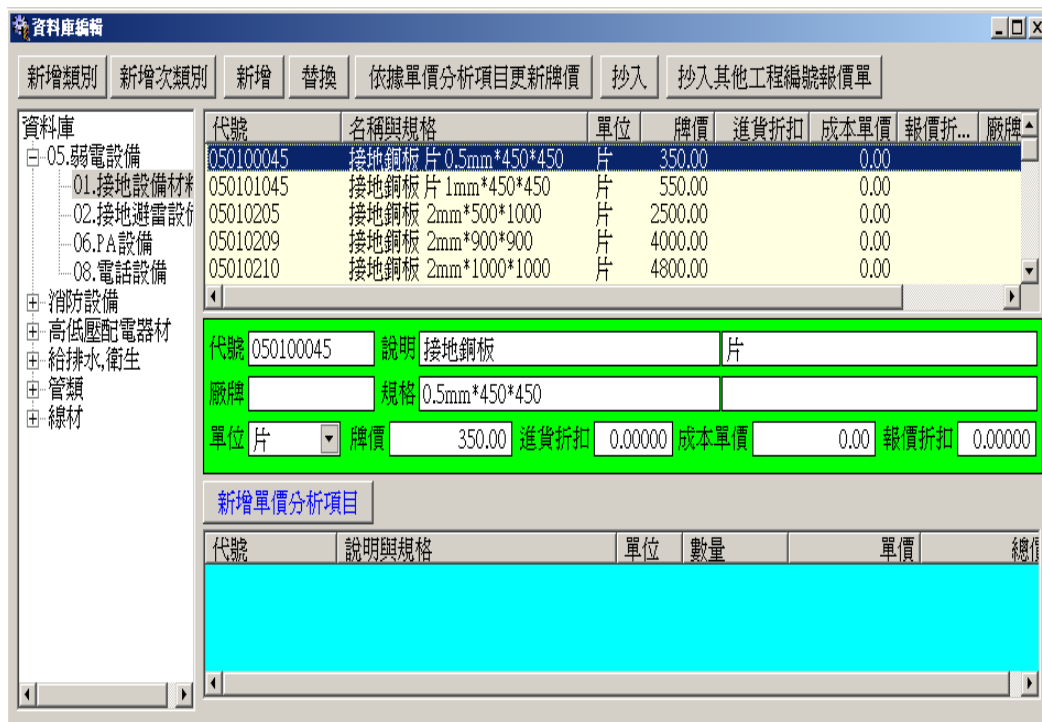 資料庫編輯
新增類別 新增次類別 新增 替換 依據單價分析項目更新牌價 抄入 抄入其他工程編號報價單
資料庫
05.弱電設備
01.接地設備材料
02.接地避雷設備
06.PA設備
08.電話設備
消防設備
高低壓配電器材
給排水,衛生
管類
線材
代號 名稱與規格 單位 牌價 進貨折扣 成本單價 報價折... 廠牌
050100045 接地銅板 片 0.5mm*450*450 片 350.00 0.00
050101045 接地銅板 片 1mm*450*450 片 550.00 0.00
05010205 接地銅板 2mm*500*1000 片 2500.00 0.00
05010209 接地銅板 2mm*900*900 片 4000.00 0.00
05010210 接地銅板 2mm*1000*1000 片 4800.00 0.00
代號 050100045 說明 接地銅板 片
廠牌 規格 0.5mm*450*450
單位 片 牌價 350.00 進貨折扣 0.00000 成本單價 0.00 報價折扣 0.00000
新增單價分析項目
代號 說明與規格 單位 數量 單價 總價